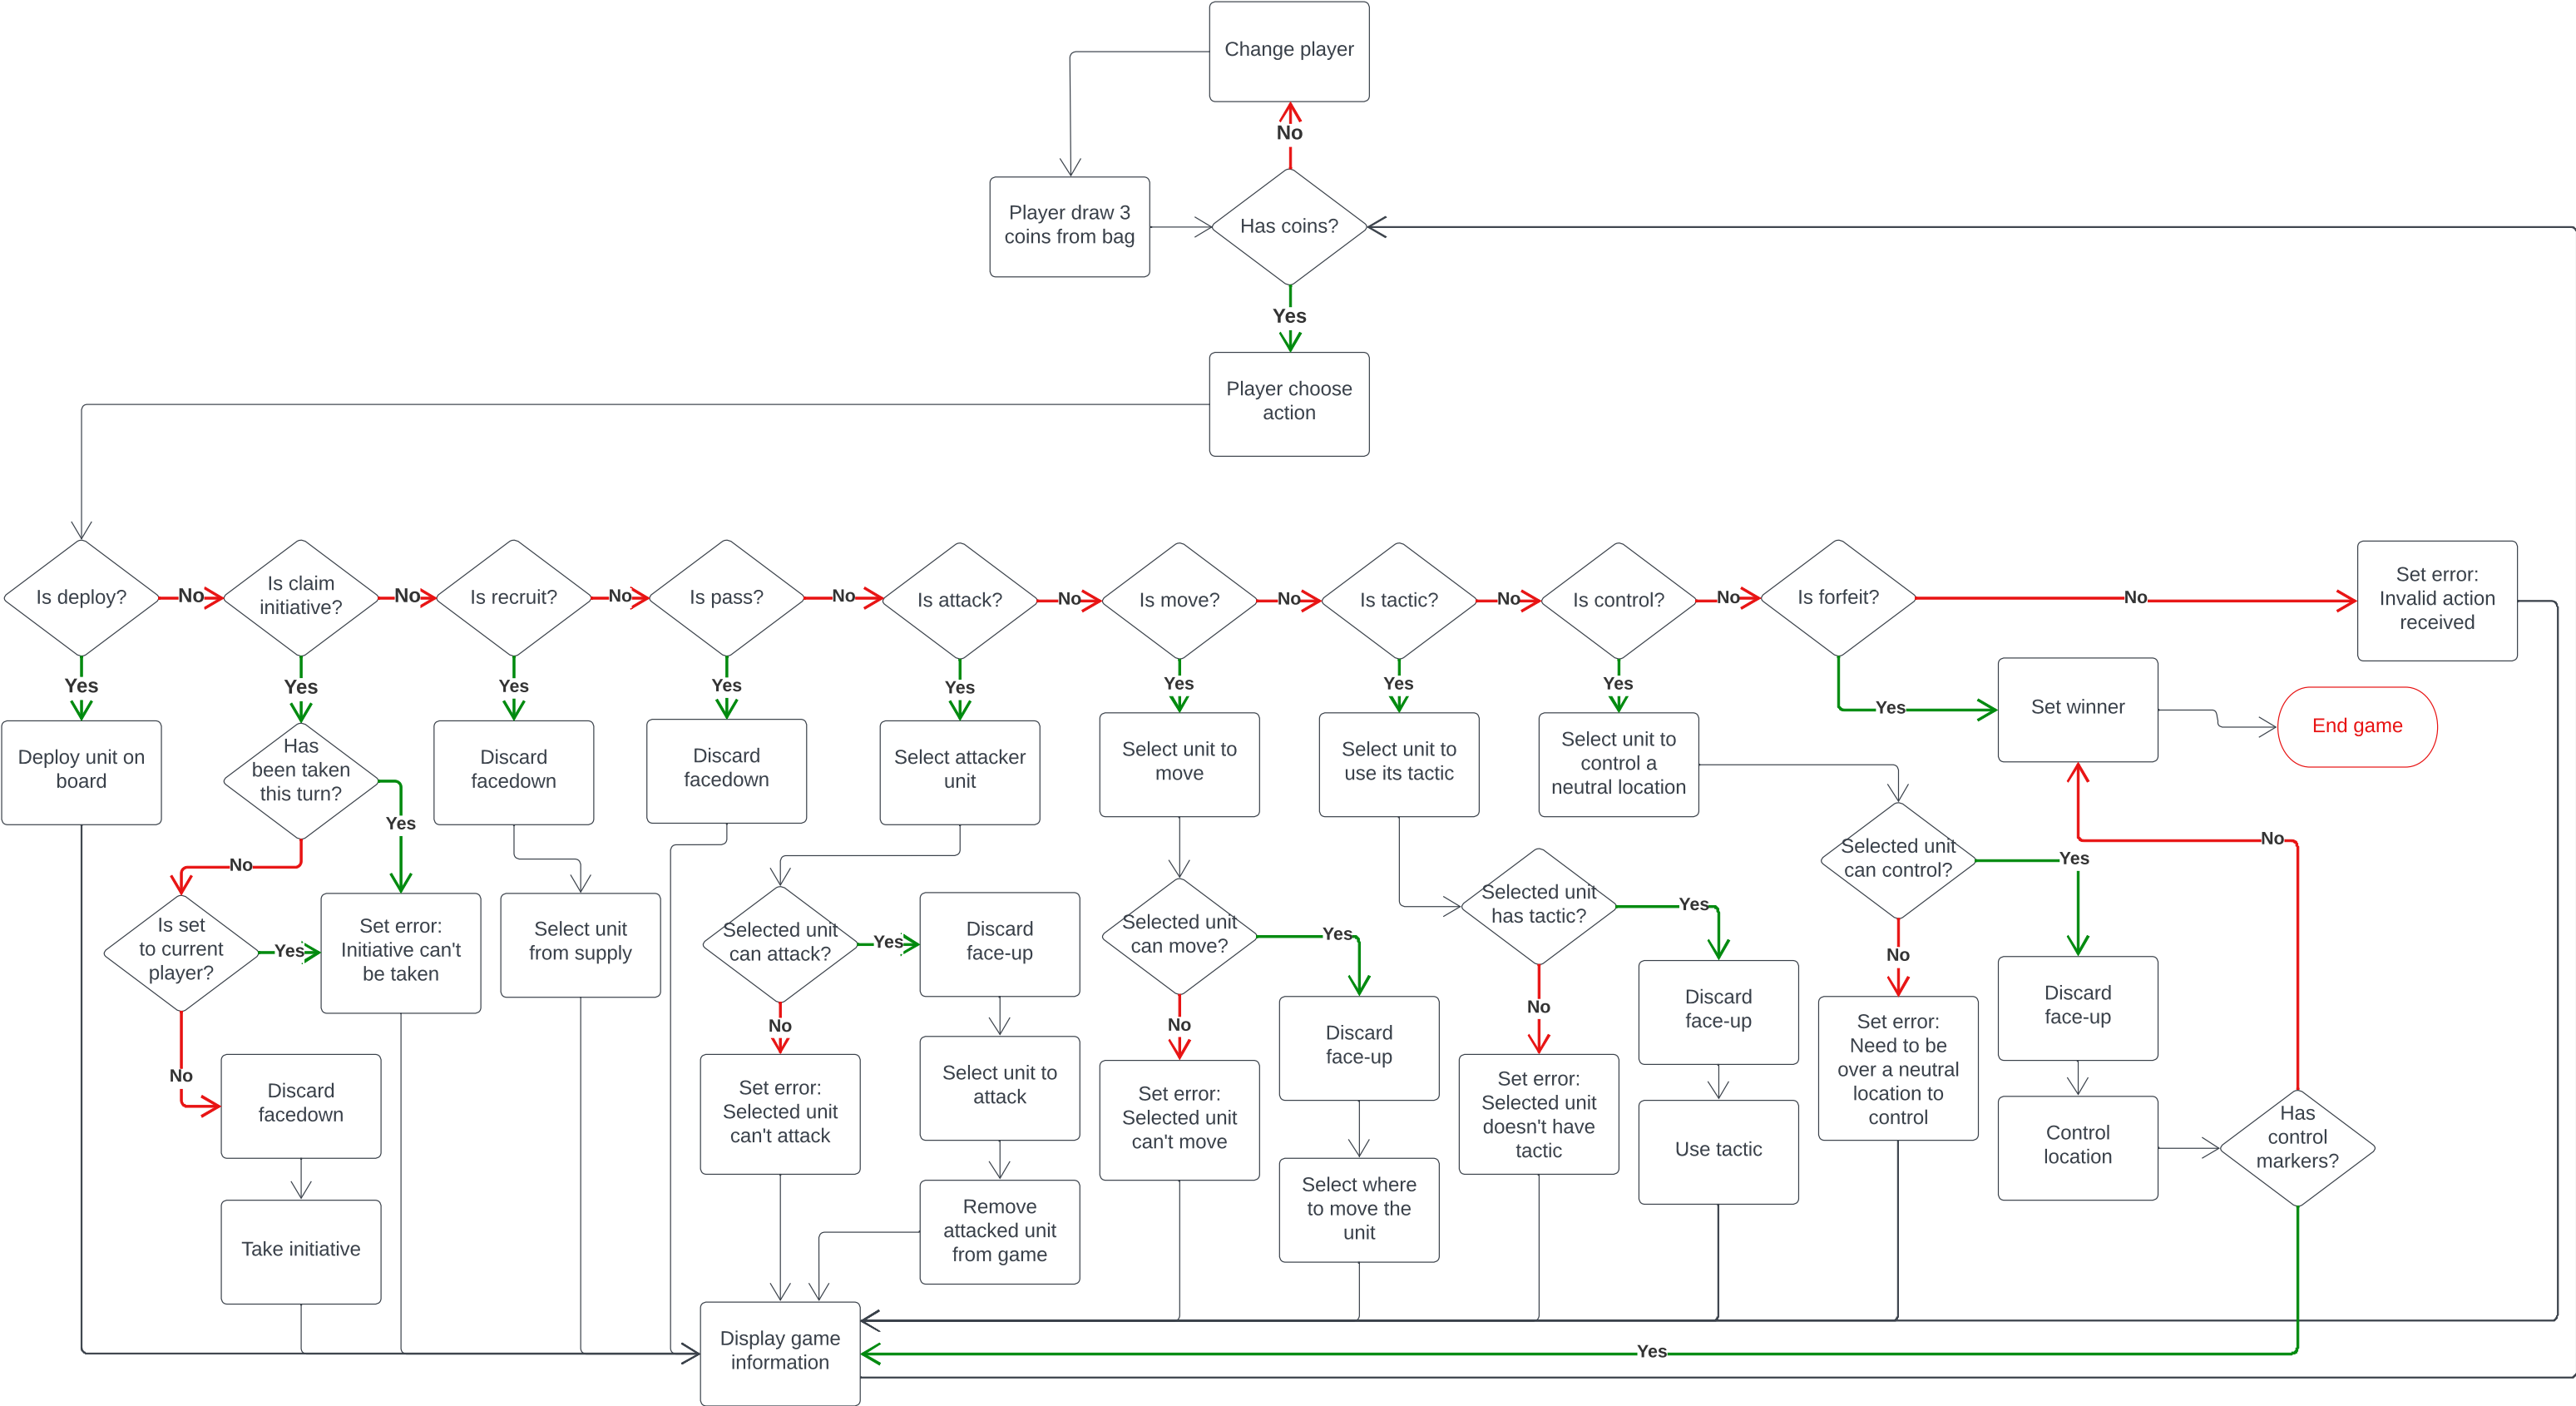 Change player
No
Player draw 3
coins from bag
Has coins?
Yes
Player choose
action
Is deploy?
No
Is claim
initiative?
No
Is recruit?
No
Is pass?
No
Is attack?
No
Is move?
No
Is tactic?
No
Is control?
No
Is forfeit?
No
Set error:
Invalid action
received
Yes
Yes
Yes
Yes
Yes
Yes
Yes
Yes
Yes
Set winner
End game
Deploy unit on
board
Has
been taken
this turn?
Yes
No
Discard
facedown
Discard
facedown
Select attacker
unit
Select unit to
move
Select unit to
use its tactic
Select unit to
control a
neutral location
Selected unit
can control?
Yes
No
No
Is set
to current
player?
Yes
Set error:
Initiative can't
be taken
Select unit
from supply
Selected unit
can attack?
Yes
Discard
face-up
Selected unit
can move?
Yes
Selected unit
has tactic?
Yes
No
No
No
No
No
Discard
facedown
Set error:
Selected unit
can't attack
Select unit to
attack
Set error:
Selected unit
can't move
Discard
face-up
Set error:
Selected unit
doesn't have
tactic
Discard
face-up
Set error:
Need to be
over a neutral
location to
control
Discard
face-up
Take initiative
Remove
attacked unit
from game
Select where
to move the
unit
Use tactic
Control
location
Has
control
markers?
Display game
information
Yes